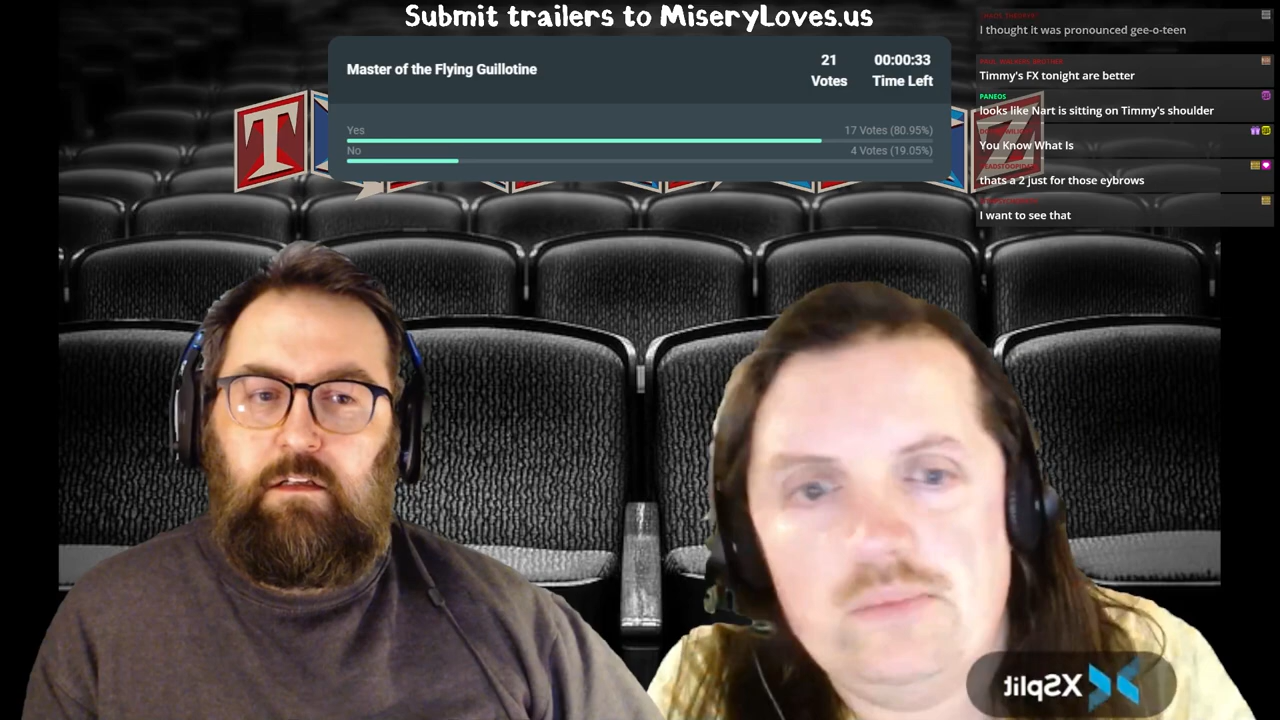 Submit trailers to MiseryLoves.us
Master of the Flying Guillotine
21
Votes
00:00:33
Time Left
Yes
17 Votes (80.95%)
No
4 Votes (19.05%)
T
Z
I thought it was pronounced gee-o-teen
Timmy's FX tonight are better
PANEOS
looks like Nart is sitting on Timmy's shoulder
You Know What Is
thats a 2 just for those eybrows
I want to see that
XSplit